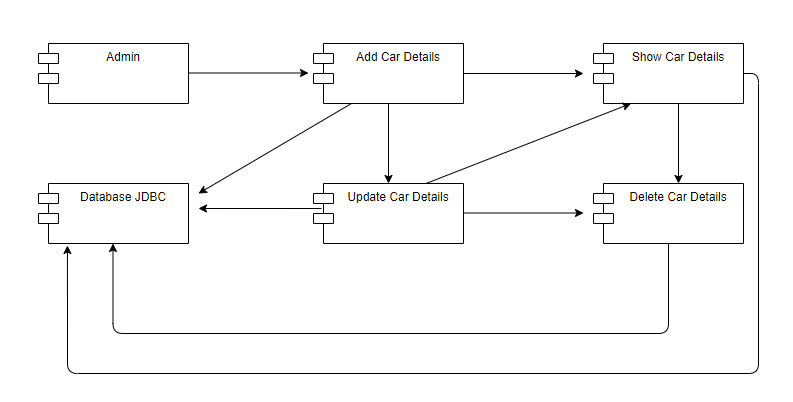 Admin
Add Car Details
Show Car Details
Database JDBC
Update Car Details
Delete Car Details